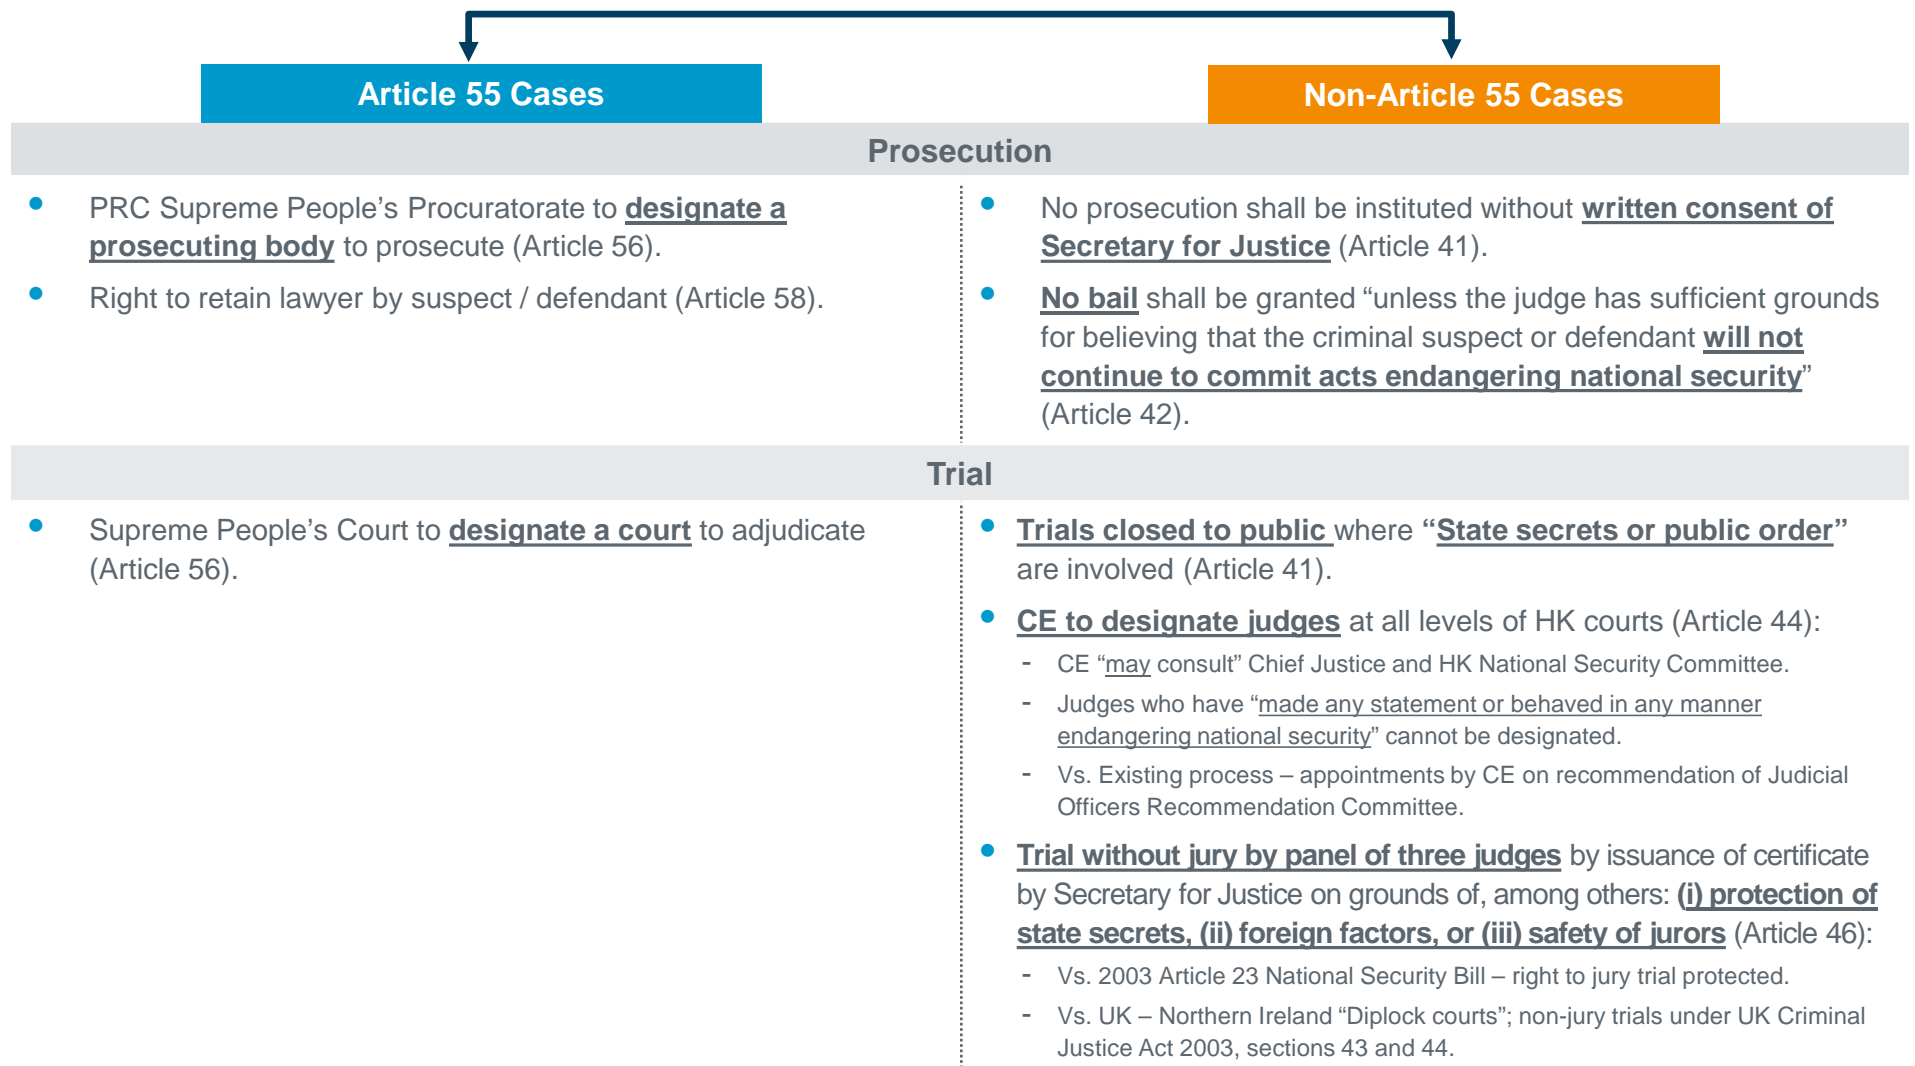 Article 55 Cases
Non-Article 55 Cases
Prosecution
• PRC Supreme People’s Procuratorate to designate a
prosecuting body to prosecute (Article 56).
• Right to retain lawyer by suspect / defendant (Article 58).
• No prosecution shall be instituted without written consent of
Secretary for Justice (Article 41).
• No bail shall be granted “unless the judge has sufficient grounds
for believing that the criminal suspect or defendant will not
continue to commit acts endangering national security”
(Article 42).
Trial
• Supreme People’s Court to designate a court to adjudicate
(Article 56).
• Trials closed to public where “State secrets or public order”
are involved (Article 41).
• CE to designate judges at all levels of HK courts (Article 44):
- CE “may consult” Chief Justice and HK National Security Committee.
- Judges who have “made any statement or behaved in any manner
endangering national security” cannot be designated.
- Vs. Existing process – appointments by CE on recommendation of Judicial
Officers Recommendation Committee.
• Trial without jury by panel of three judges by issuance of certificate
by Secretary for Justice on grounds of, among others: (i) protection of
state secrets, (ii) foreign factors, or (iii) safety of jurors (Article 46):
- Vs. 2003 Article 23 National Security Bill – right to jury trial protected.
- Vs. UK – Northern Ireland “Diplock courts”; non-jury trials under UK Criminal
Justice Act 2003, sections 43 and 44.